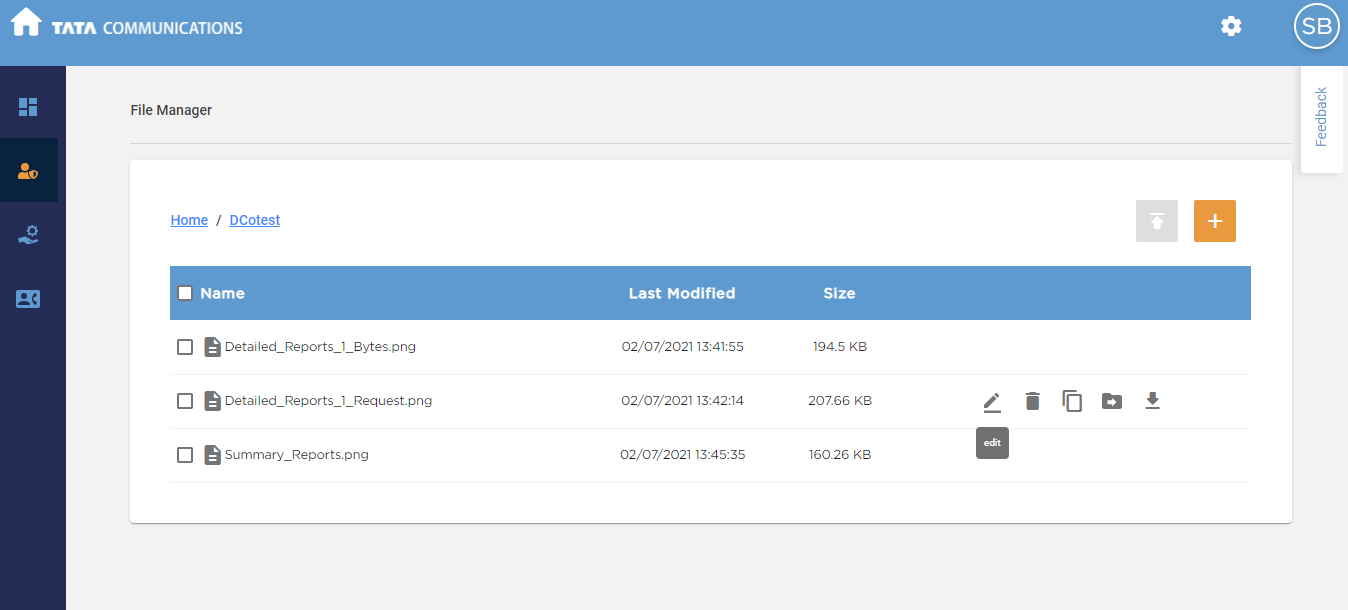 TATA COMMUNICATIONS
SB
Feedback
File Manager
Home / DCotest
Name Last Modified Size
Detailed_Reports_1_Bytes.png 02/07/2021 13:41:55 194.5 KB
Detailed_Reports_1_Request.png 02/07/2021 13:42:14 207.66 KB
edit
Summary_Reports.png 02/07/2021 13:45:35 160.26 KB